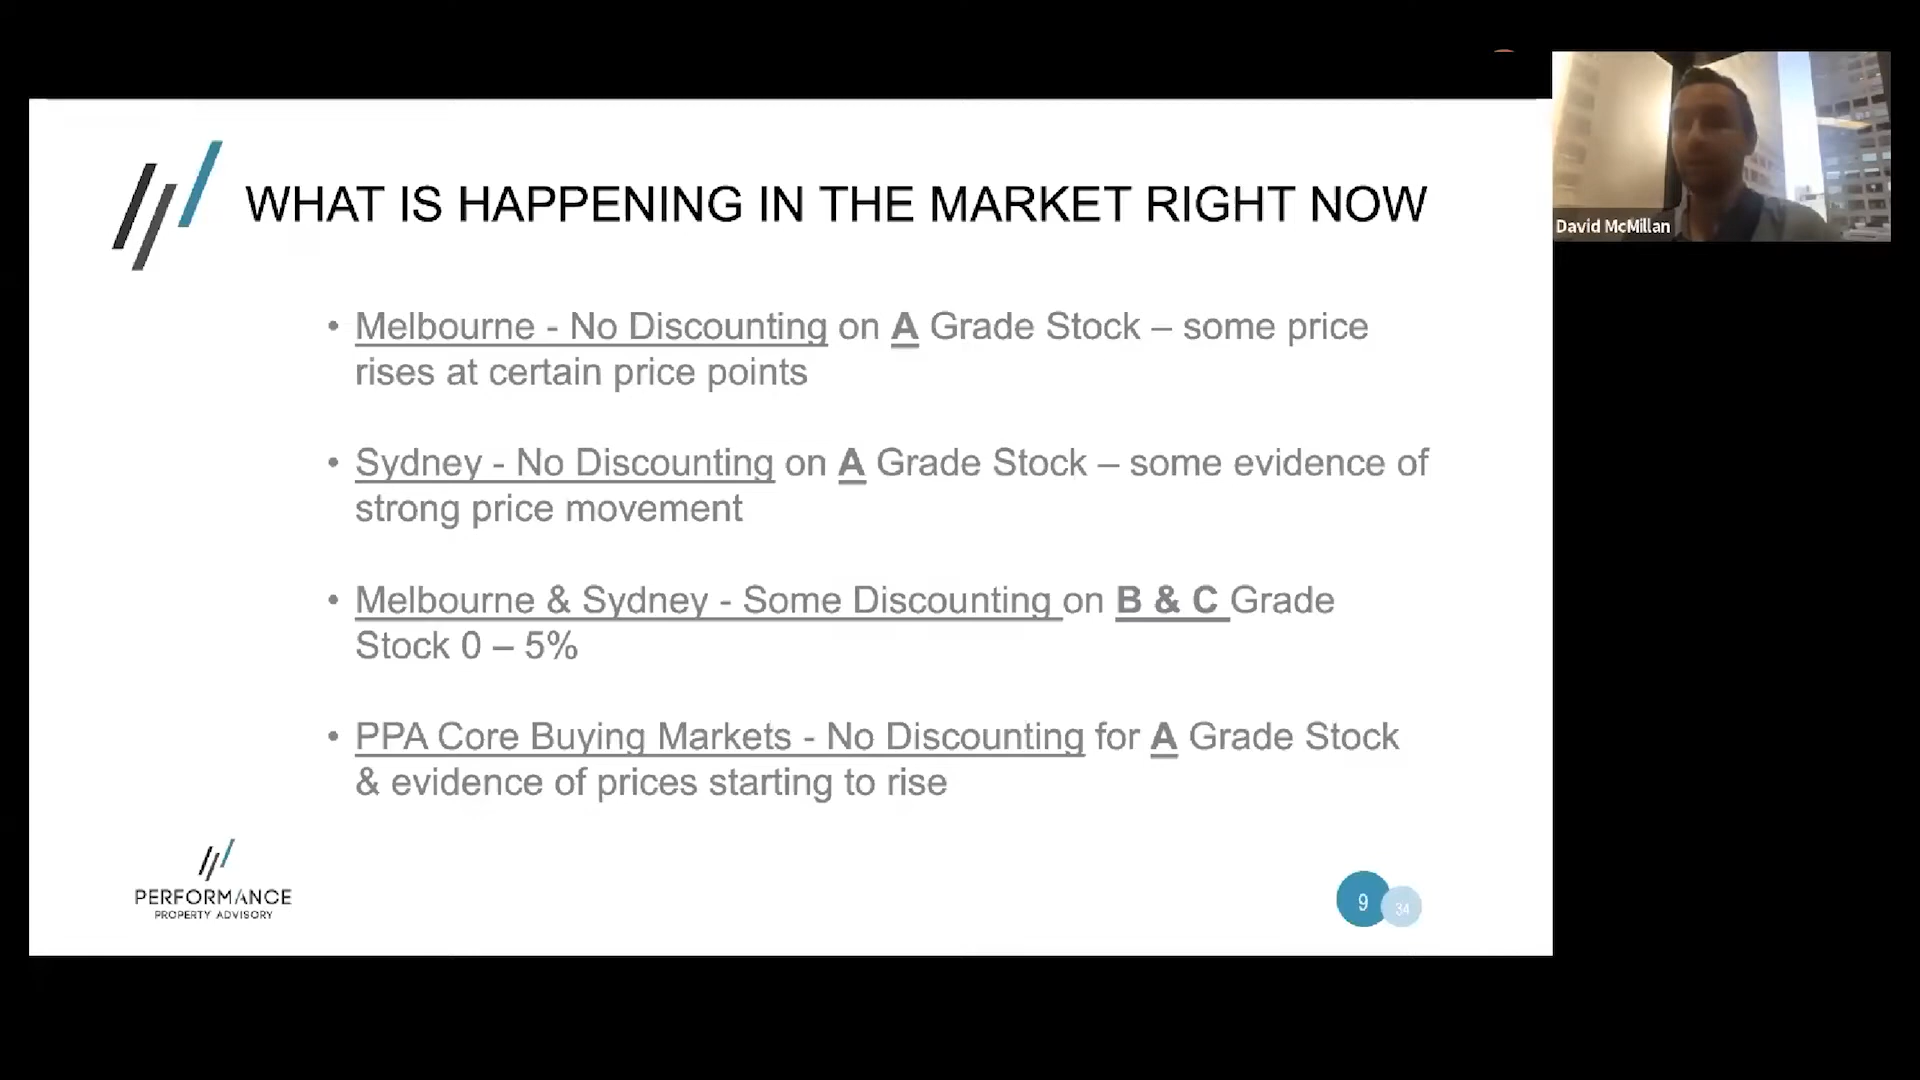 WHAT IS HAPPENING IN THE MARKET RIGHT NOW
David McMillan
• Melbourne - No Discounting on A Grade Stock – some price
rises at certain price points
• Sydney - No Discounting on A Grade Stock – some evidence of
strong price movement
• Melbourne & Sydney - Some Discounting on B & C Grade
Stock 0 – 5%
• PPA Core Buying Markets - No Discounting for A Grade Stock
& evidence of prices starting to rise
PERFORMANCE
PROPERTY ADVISORY
9
34